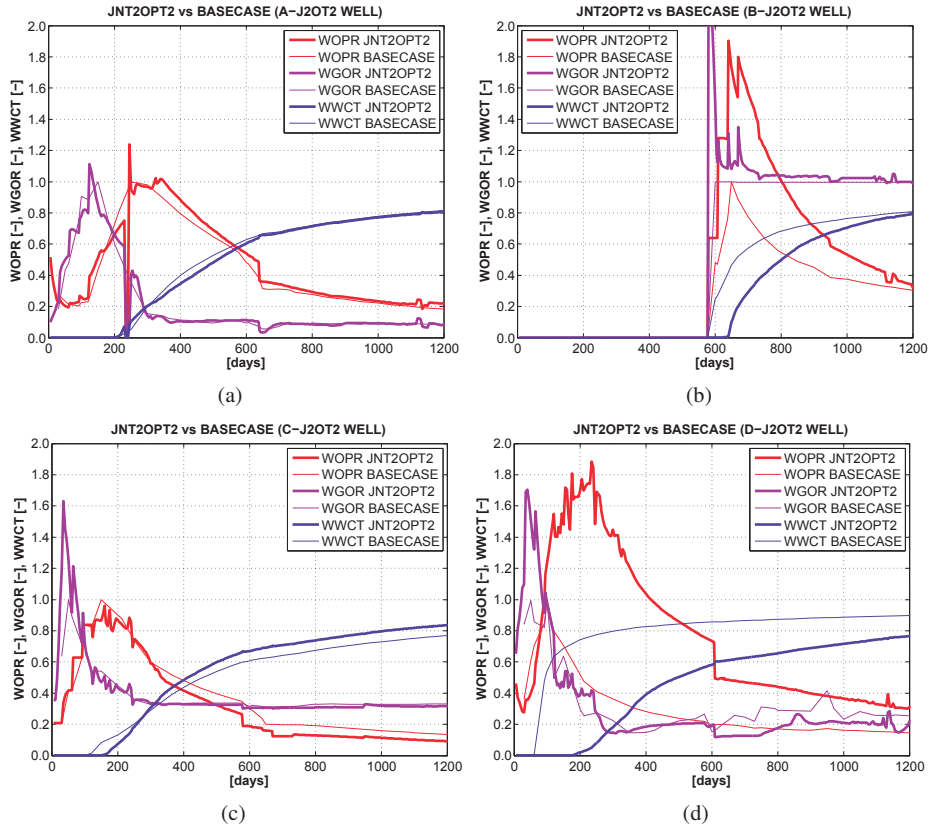 JNT2OPT2 vs BASECASE (A−J2OT2 WELL)
WOPR [−], WGOR [−], WWCT [−]
2.0
1.8
1.6
1.4
1.2
1.0
0.8
0.6
0.4
0.2
0.0
WOPR JNT2OPT2
WOPR BASECASE
WGOR JNT2OPT2
WGOR BASECASE
WWCT JNT2OPT2
WWCT BASECASE
0 200 400 600 800 1000 1200
[days]
(a)
JNT2OPT2 vs BASECASE (B−J2OT2 WELL)
WOPR [−], WGOR [−], WWCT [−]
2.0
1.8
1.6
1.4
1.2
1.0
0.8
0.6
0.4
0.2
0.0
WOPR JNT2OPT2
WOPR BASECASE
WGOR JNT2OPT2
WGOR BASECASE
WWCT JNT2OPT2
WWCT BASECASE
0 200 400 600 800 1000 1200
[days]
(b)
JNT2OPT2 vs BASECASE (C−J2OT2 WELL)
WOPR [−], WGOR [−], WWCT [−]
2.0
1.8
1.6
1.4
1.2
1.0
0.8
0.6
0.4
0.2
0.0
WOPR JNT2OPT2
WOPR BASECASE
WGOR JNT2OPT2
WGOR BASECASE
WWCT JNT2OPT2
WWCT BASECASE
0 200 400 600 800 1000 1200
[days]
(c)
JNT2OPT2 vs BASECASE (D−J2OT2 WELL)
WOPR [−], WGOR [−], WWCT [−]
2.0
1.8
1.6
1.4
1.2
1.0
0.8
0.6
0.4
0.2
0.0
WOPR JNT2OPT2
WOPR BASECASE
WGOR JNT2OPT2
WGOR BASECASE
WWCT JNT2OPT2
WWCT BASECASE
0 200 400 600 800 1000 1200
[days]
(d)